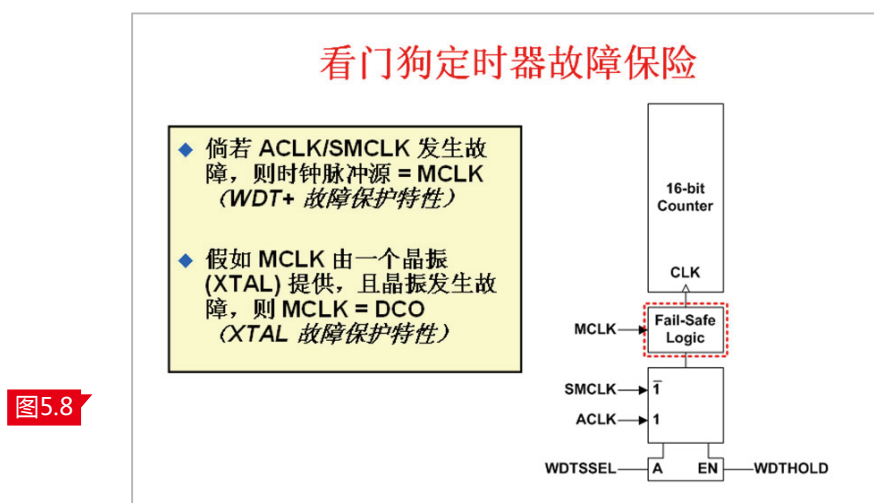 看门狗定时器故障保险
倘若 ACLK/SMCLK 发生故
障，则时钟脉冲源 = MCLK
（WDT+ 故障保护特性）
假如 MCLK 由一个晶振
(XTAL) 提供，且晶振发生故
障，则 MCLK = DCO
（XTAL 故障保护特性）
16-bit
Counter
CLK
MCLK
Fail-Safe
Logic
SMCLK
1̅
ACLK
1
WDTSSEL
A
EN
WDTHOLD
图5.8